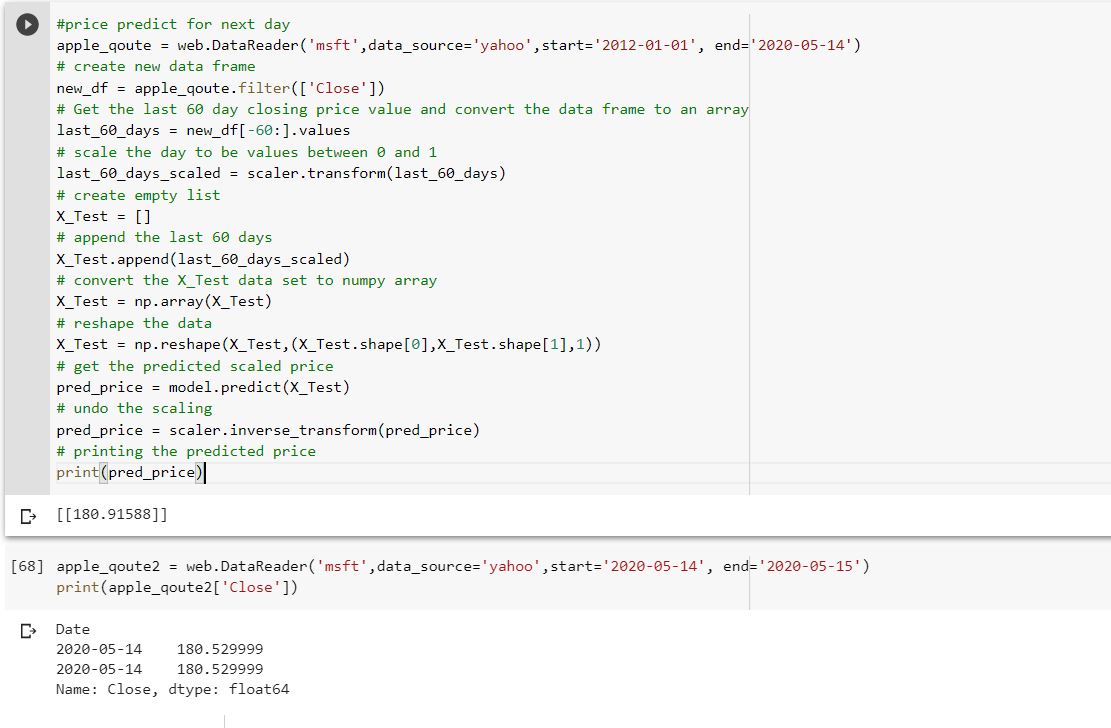 #price predict for next day
apple_qoute = web.DataReader('msft',data_source='yahoo',start='2012-01-01', end='2020-05-14')
# create new data frame
new_df = apple_qoute.filter(['Close'])
# Get the last 60 day closing price value and convert the data frame to an array
last_60_days = new_df[-60:].values
# scale the day to be values between 0 and 1
last_60_days_scaled = scaler.transform(last_60_days)
# create empty list
X_Test = []
# append the last 60 days
X_Test.append(last_60_days_scaled)
# convert the X_Test data set to numpy array
X_Test = np.array(X_Test)
# reshape the data
X_Test = np.reshape(X_Test,(X_Test.shape[0],X_Test.shape[1],1))
# get the predicted scaled price
pred_price = model.predict(X_Test)
# undo the scaling
pred_price = scaler.inverse_transform(pred_price)
# printing the predicted price
print(pred_price)
[[180.91588]]
[68] apple_qoute2 = web.DataReader('msft',data_source='yahoo',start='2020-05-14', end='2020-05-15')
print(apple_qoute2['Close'])
Date
2020-05-14    180.529999
2020-05-14    180.529999
Name: Close, dtype: float64